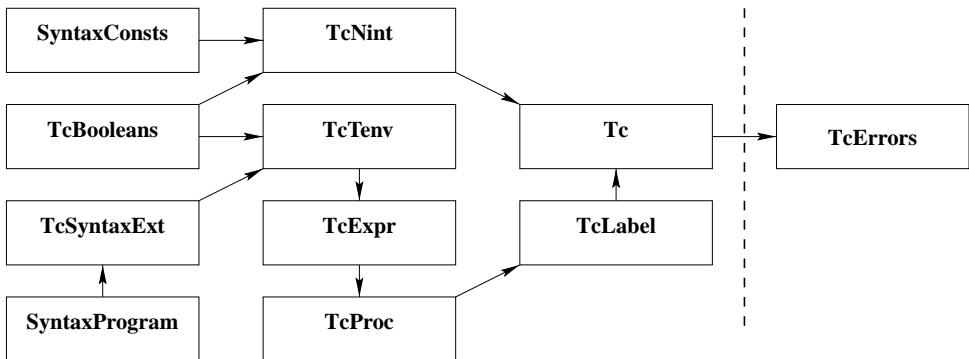 SyntaxConsts
TcNint
TcBooleans
TcTenv
Tc
TcErrors
TcSyntaxExt
TcExpr
TcLabel
SyntaxProgram
TcProc